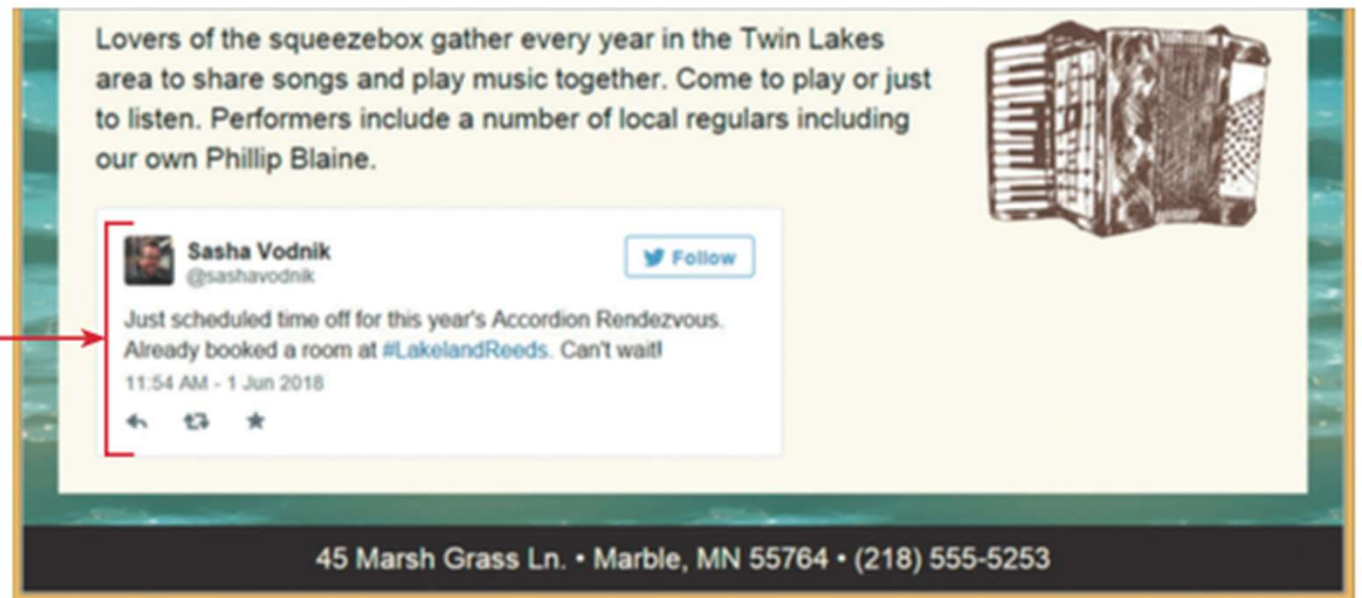 Lovers of the squeezebox gather every year in the Twin Lakes
area to share songs and play music together. Come to play or just
to listen. Performers include a number of local regulars including
our own Phillip Blaine.
Sasha Vodnik
@sashavodnik
Follow
Just scheduled time off for this year's Accordion Rendezvous.
Already booked a room at #LakelandReeds. Can't wait!
11:54 AM - 1 Jun 2018
45 Marsh Grass Ln. • Marble, MN 55764 • (218) 555-5253